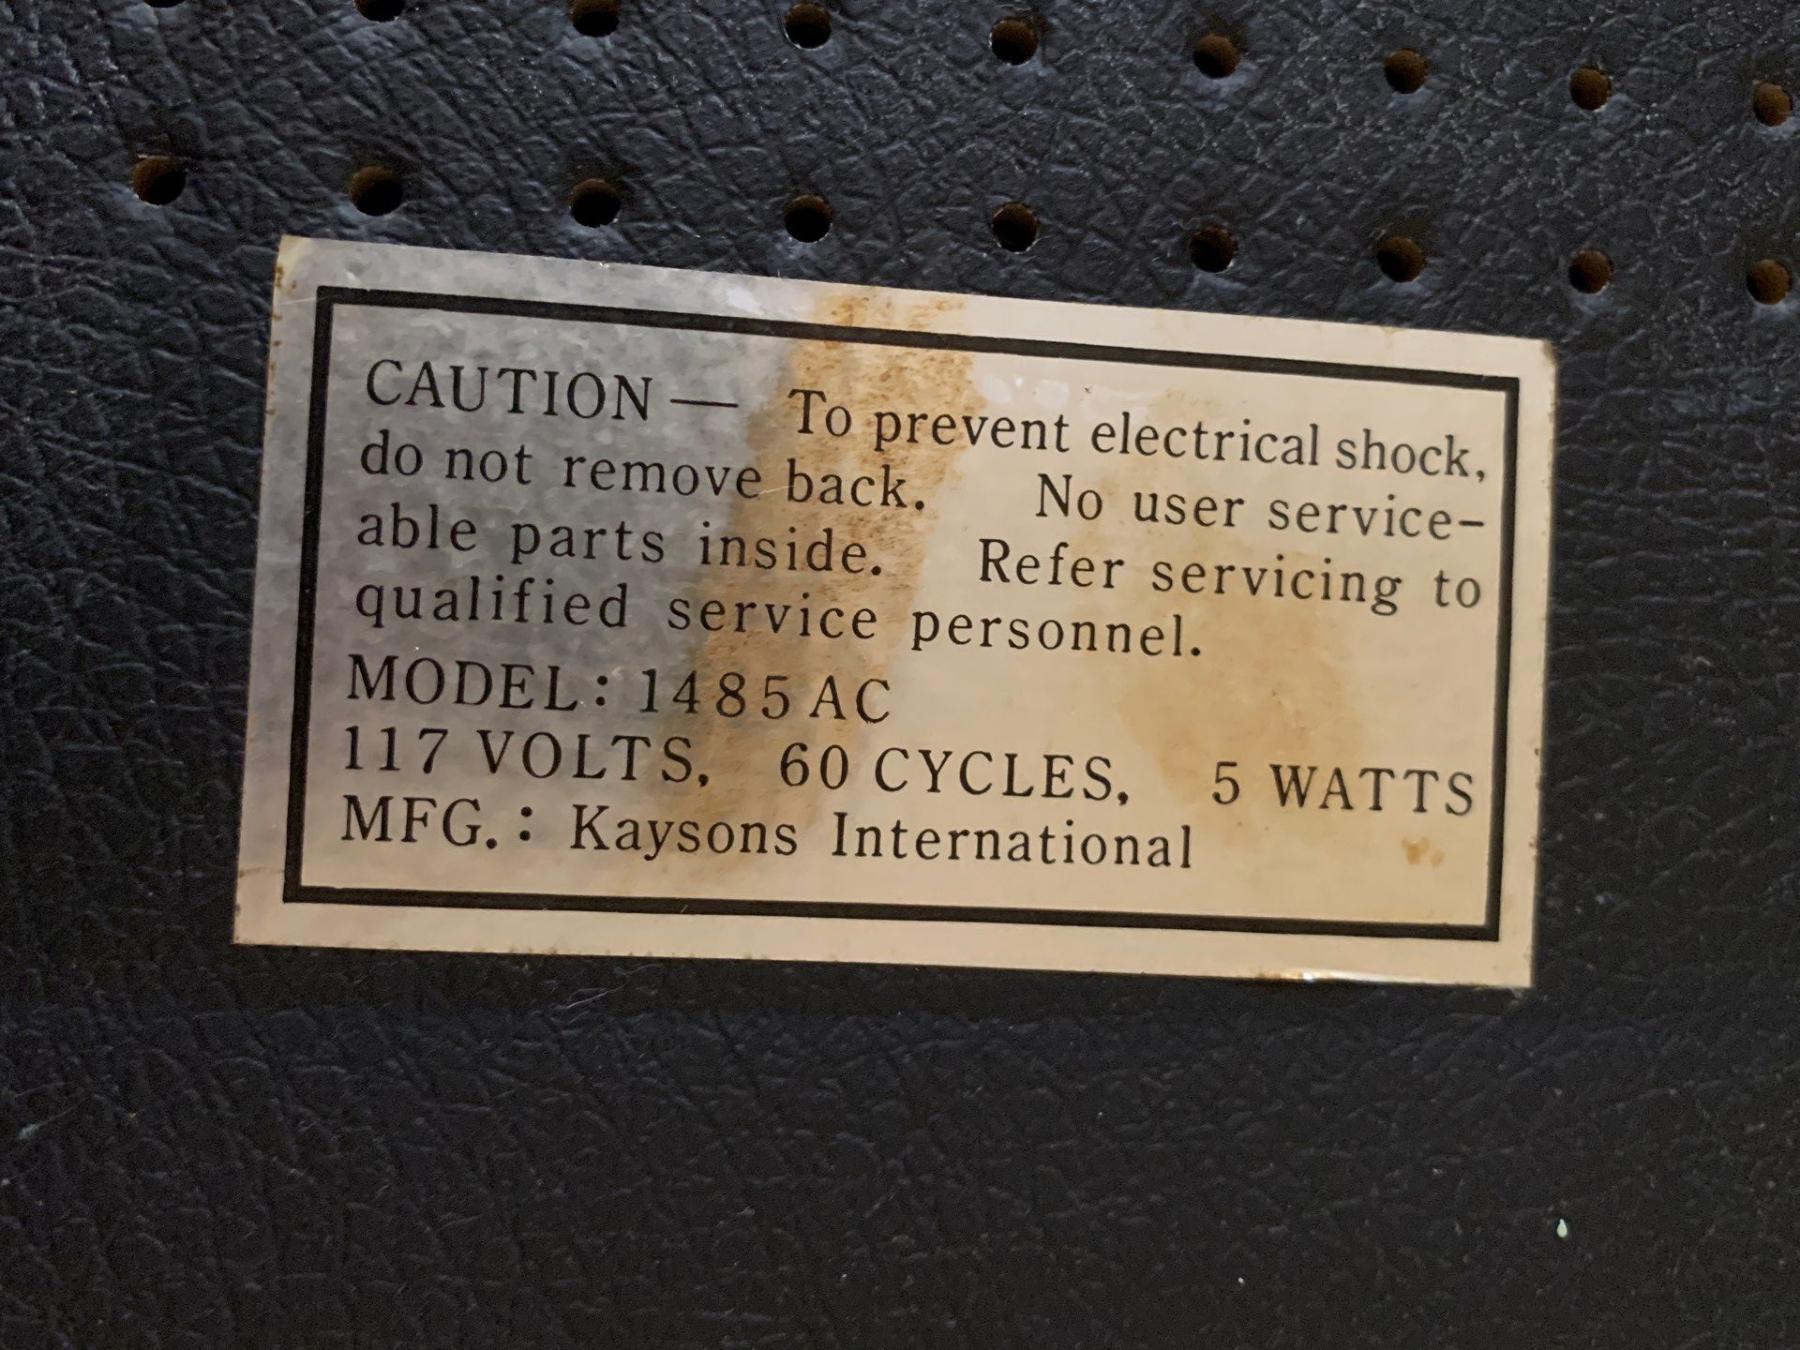 CAUTION — To prevent electrical shock,
do not remove back. No user service-
able parts inside. Refer servicing to
qualified service personnel.
MODEL: 1485 AC
117 VOLTS, 60 CYCLES, 5 WATTS
MFG.: Kaysons International